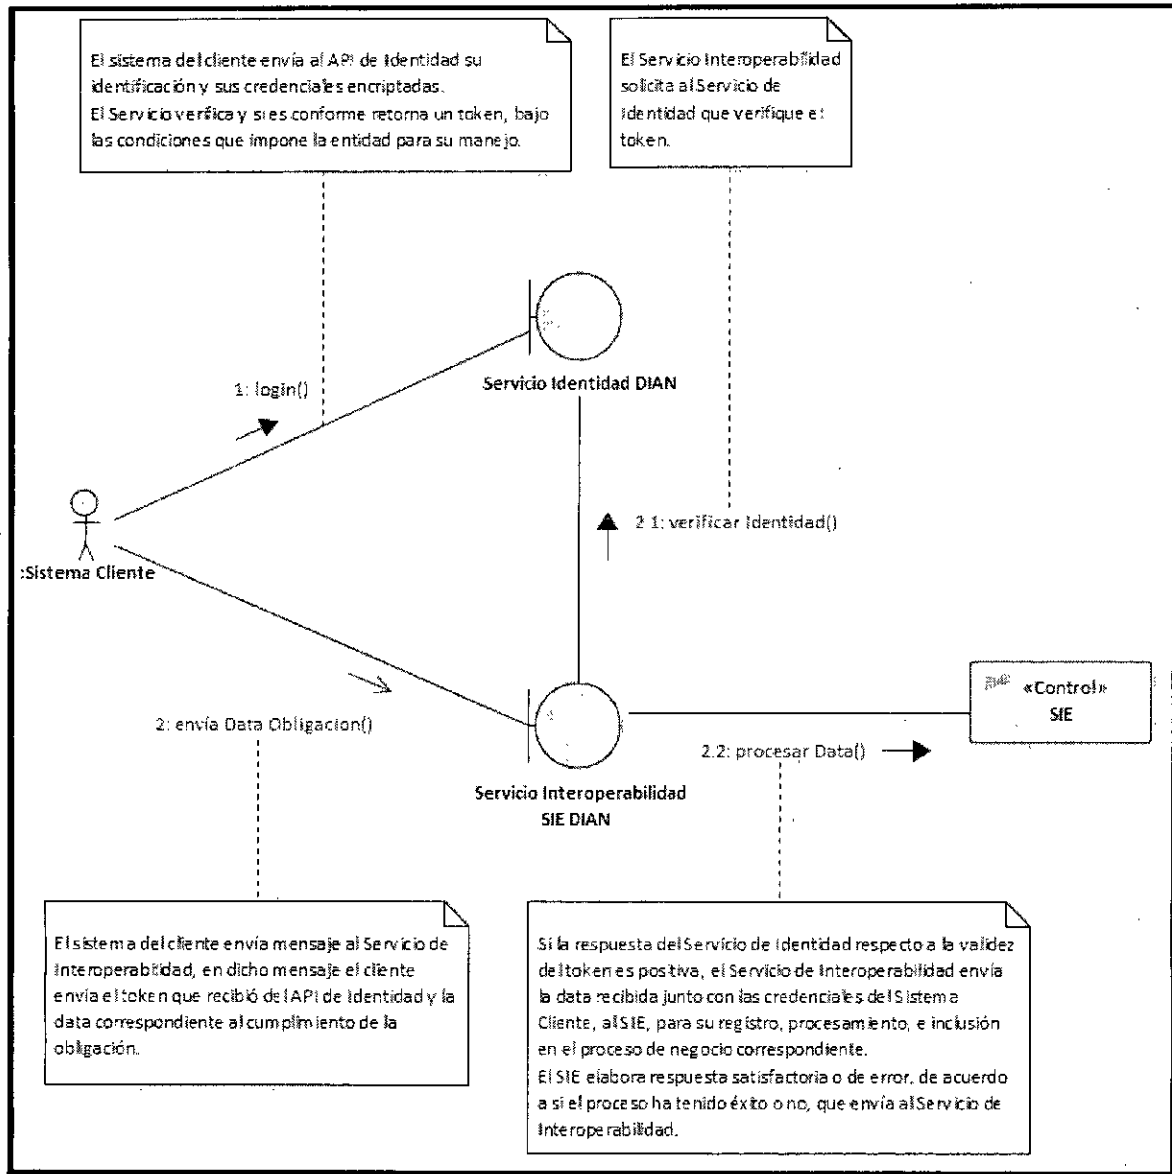 El sistema del cliente envía al API de Identidad su
identificación y sus credenciales encriptadas.
El Servicio verifica y si es conforme retorna un token, bajo
las condiciones que impone la entidad para su manejo.
El Servicio Interoperabilidad
solicita al Servicio de
Identidad que verifique el
token.
1: login()
Servicio Identidad DIAN
2.1: verificar Identidad()
:Sistema Cliente
2: envía Data Obligacion()
«Control»
SIE
2.2: procesar Data()
Servicio Interoperabilidad
SIE DIAN
El sistema del cliente envía mensaje al Servicio de
Interoperabilidad, en dicho mensaje el cliente
envía el token que recibió del API de Identidad y la
data correspondiente al cumplimiento de la
obligación.
Si la respuesta del Servicio de Identidad respecto a la validez
del token es positiva, el Servicio de Interoperabilidad envía
la data recibida junto con las credenciales del Sistema
Cliente, al SIE, para su registro, procesamiento, e inclusión
en el proceso de negocio correspondiente.
El SIE elabora respuesta satisfactoria o de error, de acuerdo
a si el proceso ha tenido éxito o no, que envía al Servicio de
Interoperabilidad.